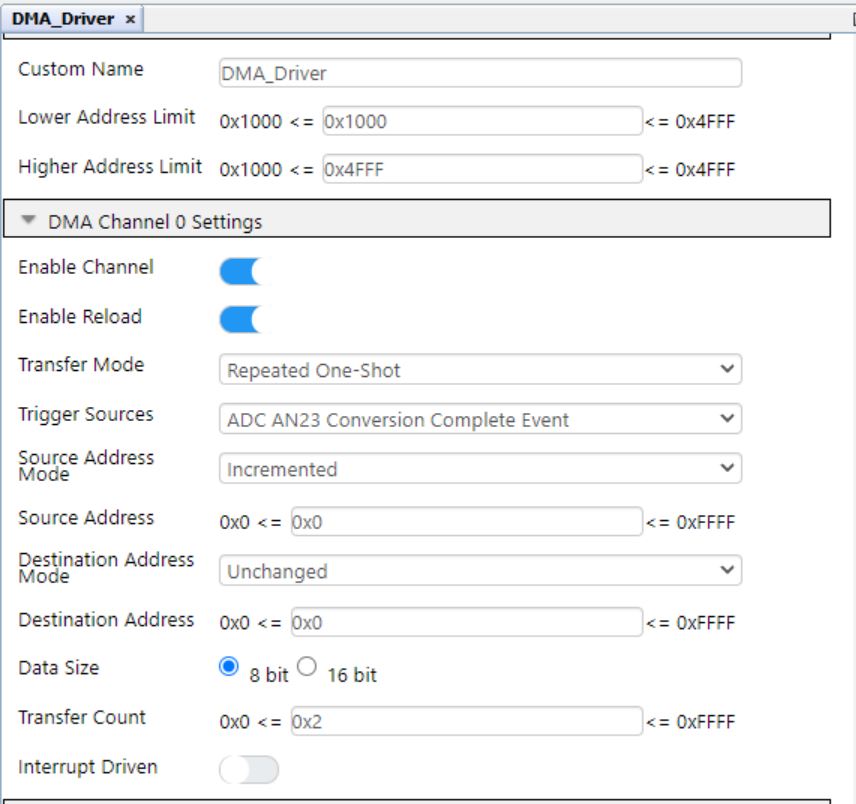 DMA_Driver ×
Custom Name DMA_Driver
Lower Address Limit 0x1000 <= 0x1000 <= 0x4FFF
Higher Address Limit 0x1000 <= 0x4FFF <= 0x4FFF
DMA Channel 0 Settings
Enable Channel
Enable Reload
Transfer Mode Repeated One-Shot
Trigger Sources ADC AN23 Conversion Complete Event
Source Address
Mode Incremented
Source Address 0x0 <= 0x0 <= 0xFFFF
Destination Address
Mode Unchanged
Destination Address 0x0 <= 0x0 <= 0xFFFF
Data Size 8 bit 16 bit
Transfer Count 0x0 <= 0x2 <= 0xFFFF
Interrupt Driven